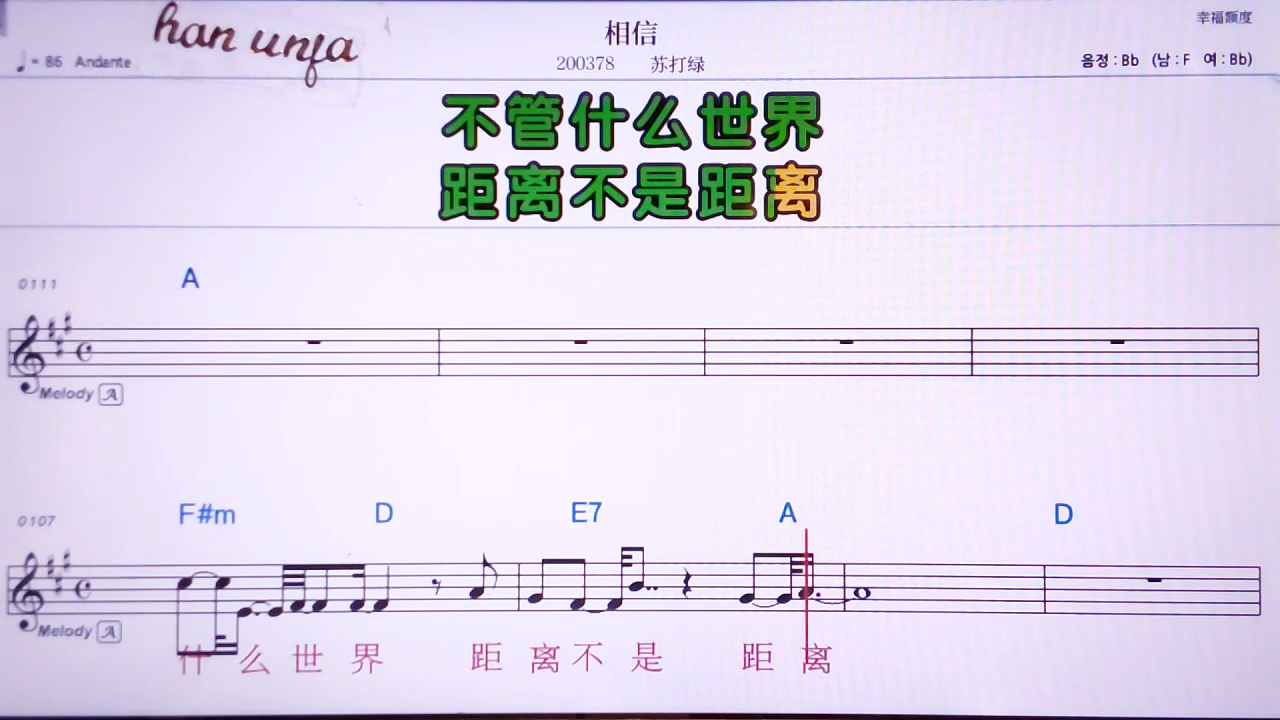 han unfa
相信
幸福颢度
♩= 86 Andante
200378 苏打绿
음정 : Bb (남 : F 여 : Bb)
不管什么世界
距离不是距离
0111
A
Melody A
0107
F#m D E7 A D
Melody A
什么世界 距离不是 距离